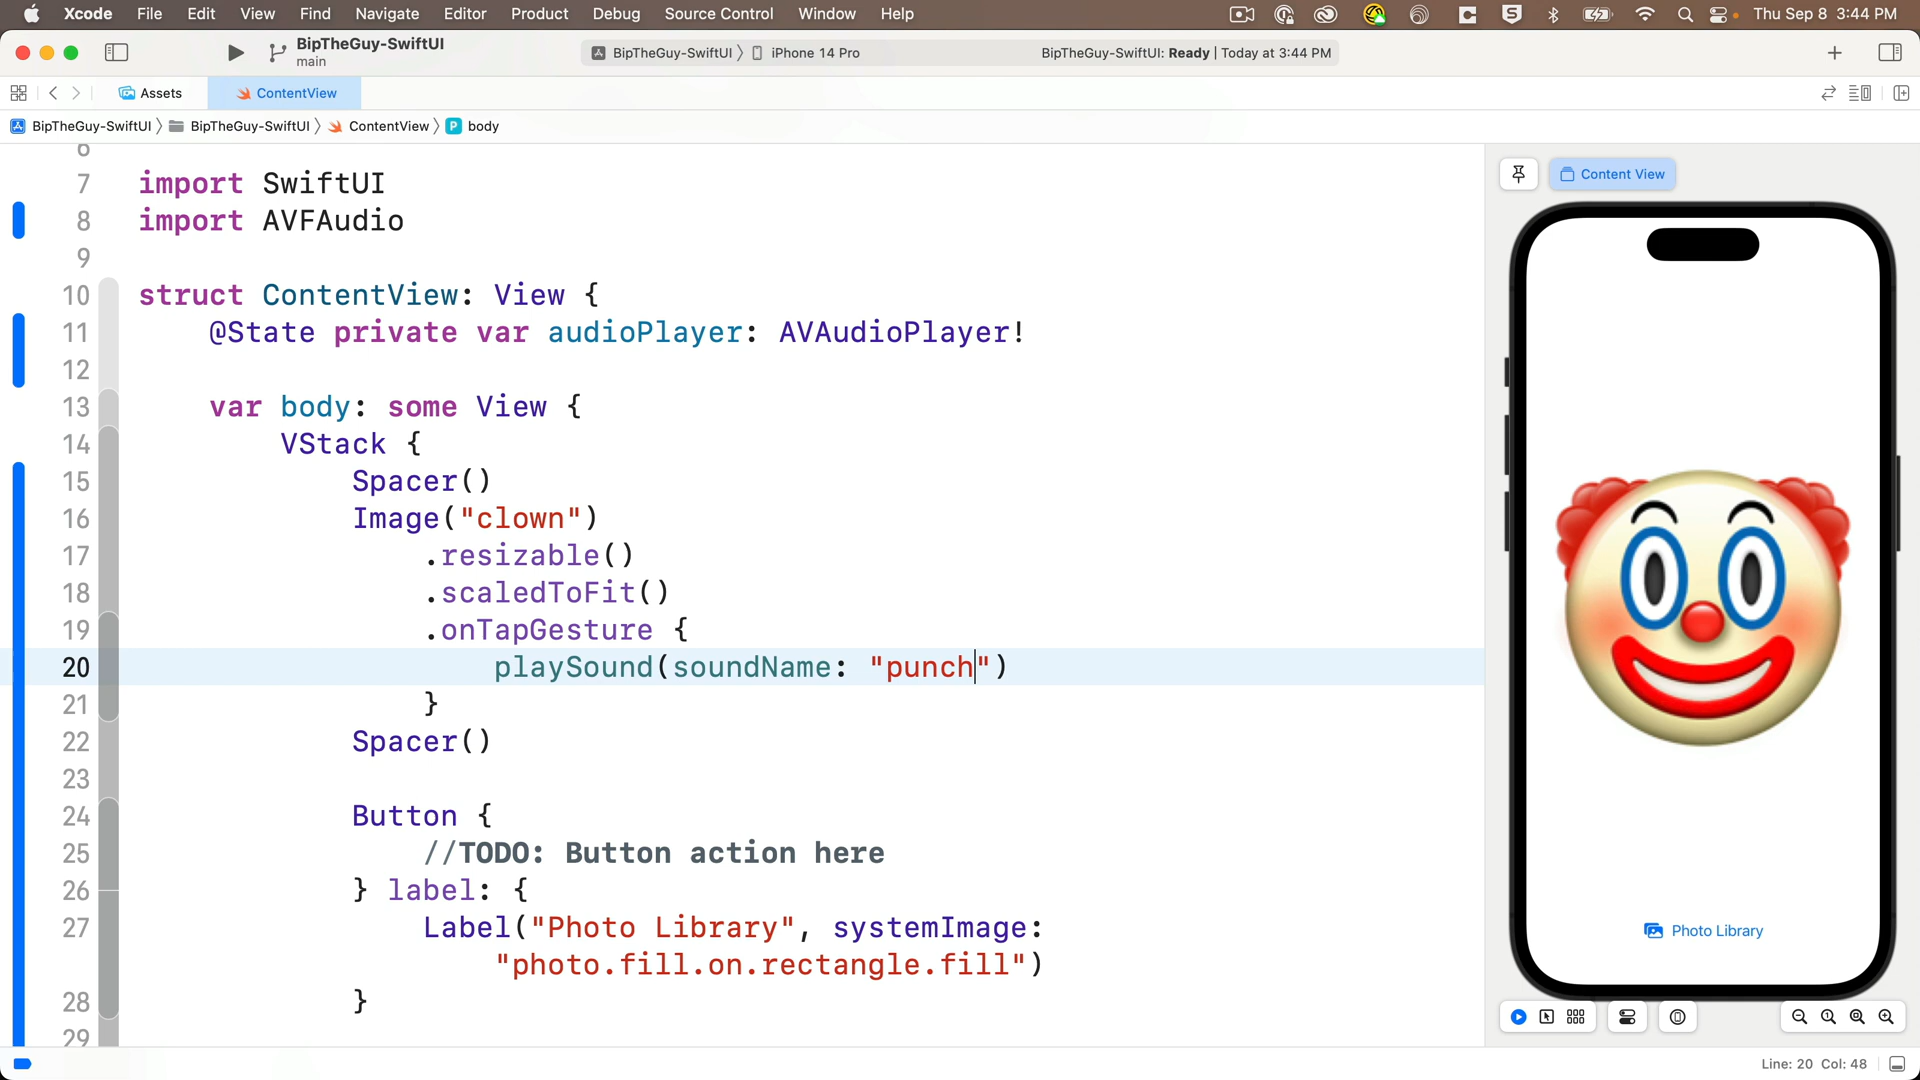 Xcode File Edit View Find Navigate Editor Product Debug Source Control Window Help Thu Sep 8 3:44 PM
BipTheGuy-SwiftUI
main
BipTheGuy-SwiftUI 〉 iPhone 14 Pro BipTheGuy-SwiftUI: Ready | Today at 3:44 PM
Assets ContentView
BipTheGuy-SwiftUI 〉 BipTheGuy-SwiftUI 〉 ContentView 〉 P body
6
7 import SwiftUI
8 import AVFAudio
9
10 struct ContentView: View {
11 @State private var audioPlayer: AVAudioPlayer!
12
13 var body: some View {
14 VStack {
15 Spacer()
16 Image("clown")
17 .resizable()
18 .scaledToFit()
19 .onTapGesture {
20 playSound(soundName: "punch")
21 }
22 Spacer()
23
24 Button {
25 //TODO: Button action here
26 } label: {
27 Label("Photo Library", systemImage:
"photo.fill.on.rectangle.fill")
28 }
29
Content View
Photo Library
Line: 20 Col: 48